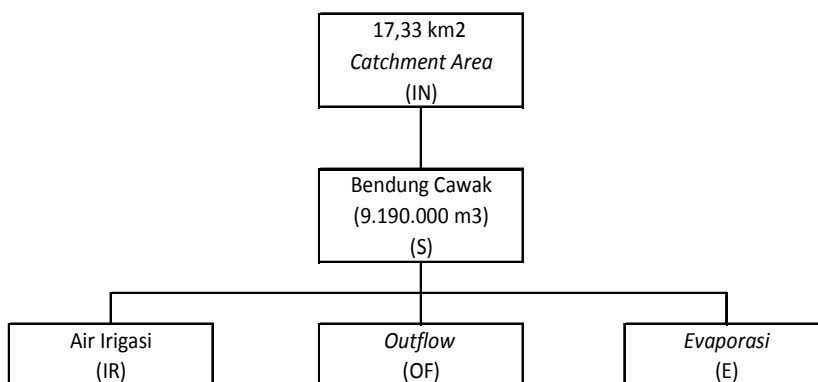 17,33 km2
Catchment Area
(IN)
Bendung Cawak
(9.190.000 m3)
(S)
Air Irigasi
(IR)
Outflow
(OF)
Evaporasi
(E)